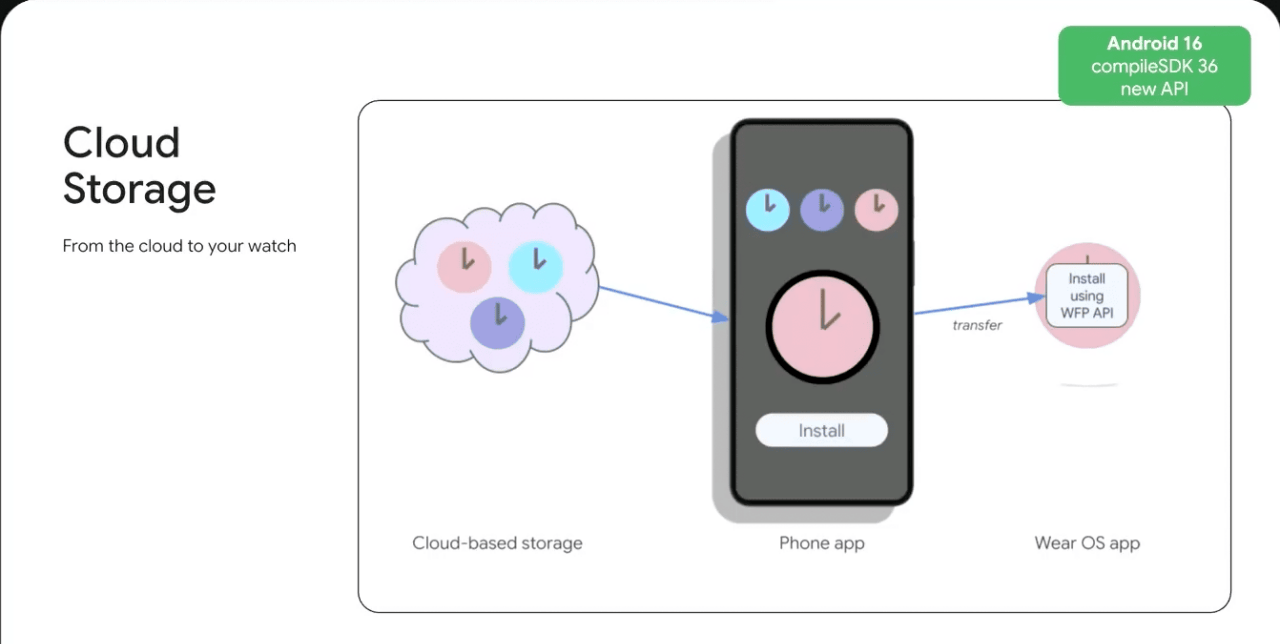 Android 16
compileSDK 36
new API
Cloud
Storage
From the cloud to your watch
Install
using
WFP API
transfer
Install
Cloud-based storage
Phone app
Wear OS app